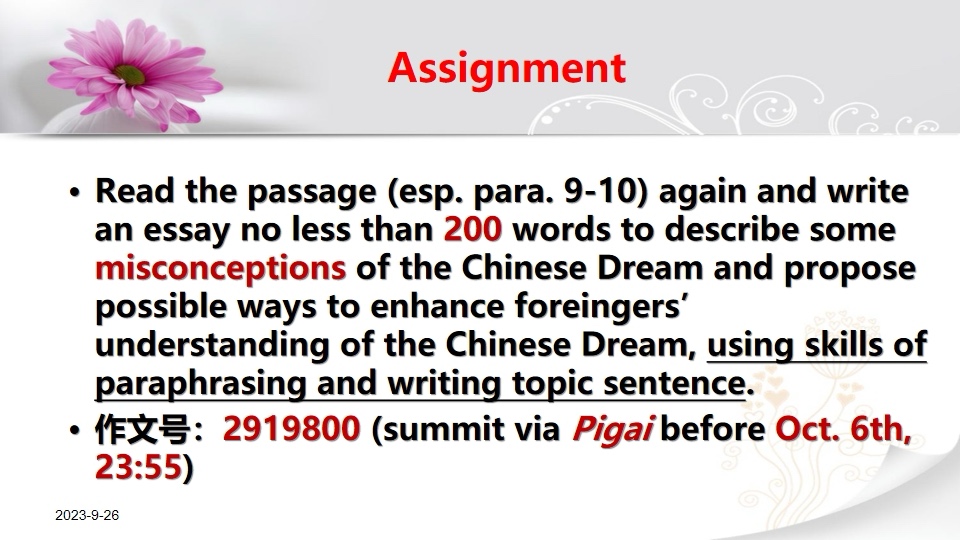 Assignment
• Read the passage (esp. para. 9-10) again and write
an essay no less than 200 words to describe some
misconceptions of the Chinese Dream and propose
possible ways to enhance foreingers’
understanding of the Chinese Dream, using skills of
paraphrasing and writing topic sentence.
• 作文号：2919800 (summit via Pigai before Oct. 6th,
23:55)
2023-9-26